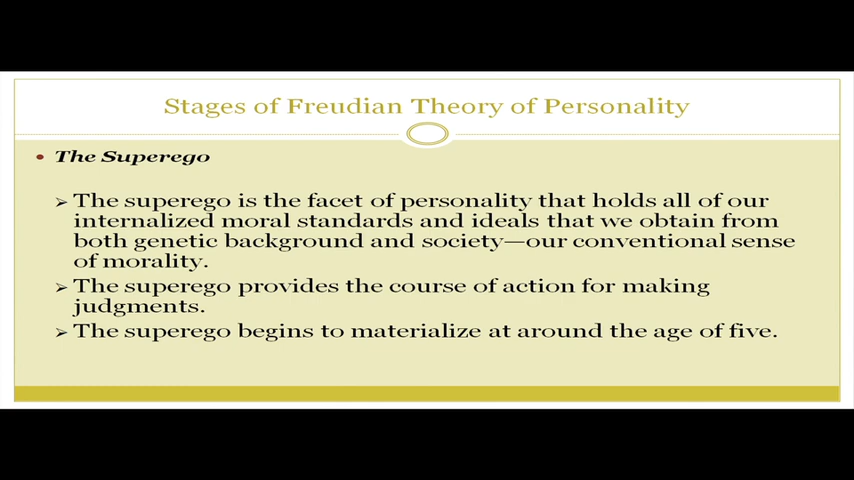 Stages of Freudian Theory of Personality
• The Superego
➢ The superego is the facet of personality that holds all of our
internalized moral standards and ideals that we obtain from
both genetic background and society—our conventional sense
of morality.
➢ The superego provides the course of action for making
judgments.
➢ The superego begins to materialize at around the age of five.